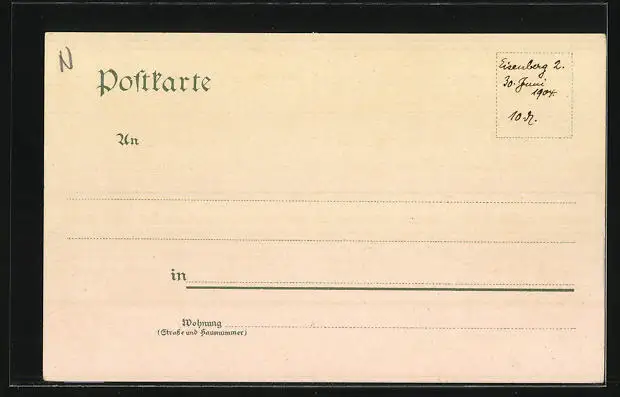 N
Postkarte
Eisenberg 2.
30. Juni
1904.
10 N.
An
in
Wohnung
(Straße und Hausnummer)